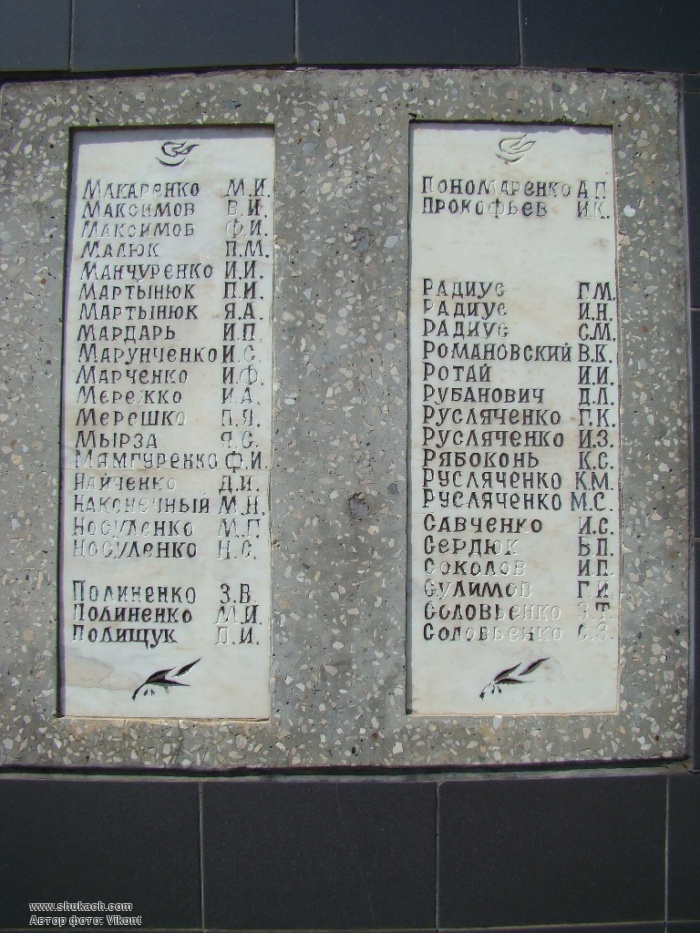 Макаренко М.И.
Максимов В.И.
Максимов Ф.И.
Малюк П.М.
Манчуренко И.И.
Мартынюк П.И.
Мартынюк Я.А.
Мардарь И.П.
Марунченко И.С.
Марченко И.Ф.
Мережко И.А.
Мерешко П.Я.
Мырза Я.С.
Мамгуренко Ф.И.
Найченко Д.И.
Наконечный М.Н.
Носуленко М.Г.
Носуленко Н.С.
Полиненко З.В.
Полиненко М.И.
Полищук П.И.
Пономаренко А.П.
Прокофьев И.К.
Радиус Г.М.
Радиус И.Н.
Радиус С.М.
Романовский В.К.
Ротай И.И.
Рубанович Д.Л.
Русляченко Г.К.
Русляченко И.З.
Рябоконь К.С.
Русляченко К.М.
Русляченко М.С.
Савченко И.С.
Сердюк В.П.
Соколов И.Г.
Сулимов Г.И.
Соловьенко З.Т.
Соловьенко С.З.
www.shukach.com
Автор фото: Vikont